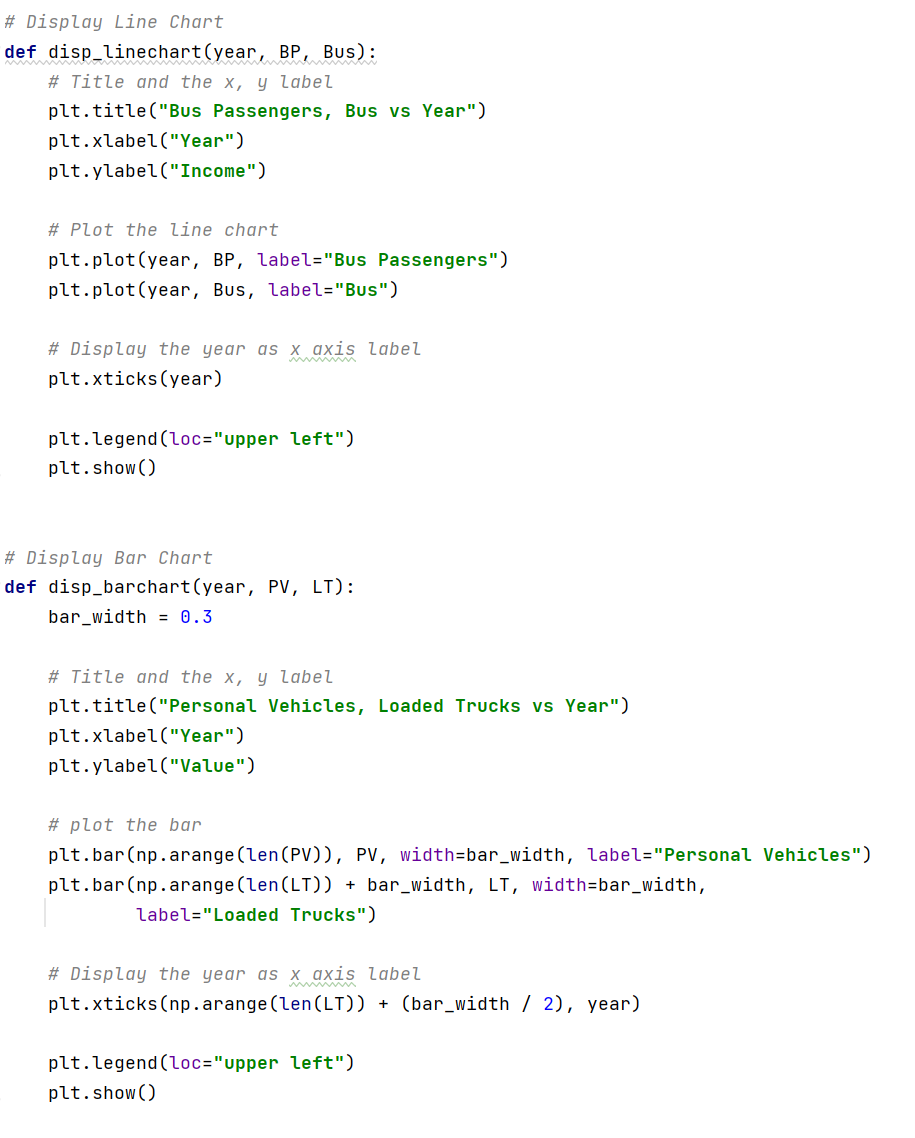 # Display Line Chart
def disp_linechart(year, BP, Bus):
    # Title and the x, y label
    plt.title("Bus Passengers, Bus vs Year")
    plt.xlabel("Year")
    plt.ylabel("Income")

    # Plot the line chart
    plt.plot(year, BP, label="Bus Passengers")
    plt.plot(year, Bus, label="Bus")

    # Display the year as x axis label
    plt.xticks(year)

    plt.legend(loc="upper left")
    plt.show()


# Display Bar Chart
def disp_barchart(year, PV, LT):
    bar_width = 0.3

    # Title and the x, y label
    plt.title("Personal Vehicles, Loaded Trucks vs Year")
    plt.xlabel("Year")
    plt.ylabel("Value")

    # plot the bar
    plt.bar(np.arange(len(PV)), PV, width=bar_width, label="Personal Vehicles")
    plt.bar(np.arange(len(LT)) + bar_width, LT, width=bar_width,
            label="Loaded Trucks")

    # Display the year as x axis label
    plt.xticks(np.arange(len(LT)) + (bar_width / 2), year)

    plt.legend(loc="upper left")
    plt.show()